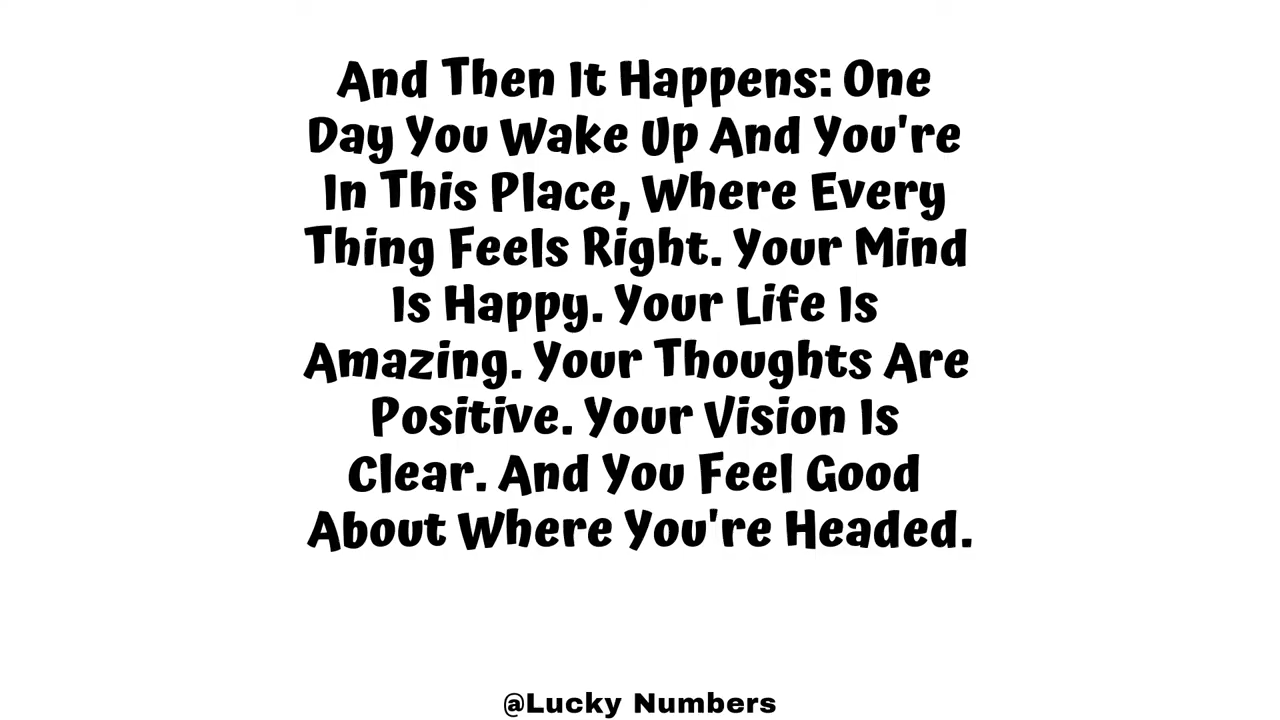 And Then It Happens: One
Day You Wake Up And You're
In This Place, Where Every
Thing Feels Right. Your Mind
Is Happy. Your Life Is
Amazing. Your Thoughts Are
Positive. Your Vision Is
Clear. And You Feel Good
About Where You're Headed.
@Lucky Numbers